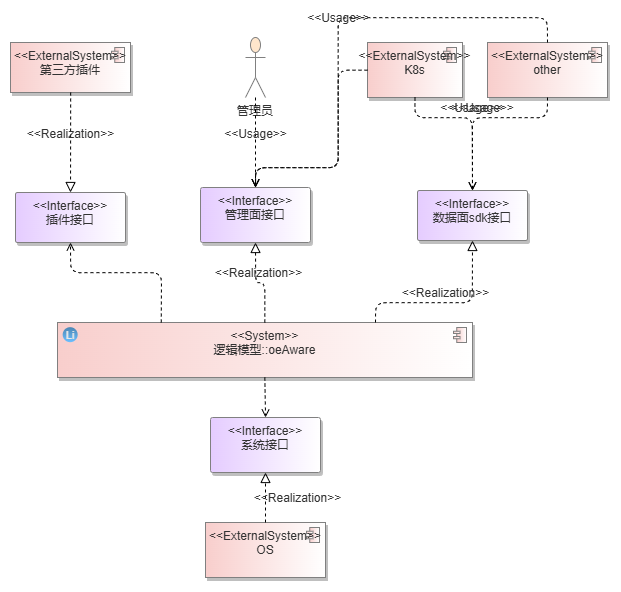 <<Usage>>
<<ExternalSystem>>
第三方插件
<<ExternalSystem>>
K8s
<<ExternalSystem>>
other
管理员
<<Realization>>
<<Usage>>
<<Usage>>
<<Usage>>
<<Interface>>
插件接口
<<Interface>>
管理面接口
<<Interface>>
数据面sdk接口
<<Realization>>
<<Realization>>
Li
<<System>>
逻辑模型::oeAware
<<Interface>>
系统接口
<<Realization>>
<<ExternalSystem>>
OS